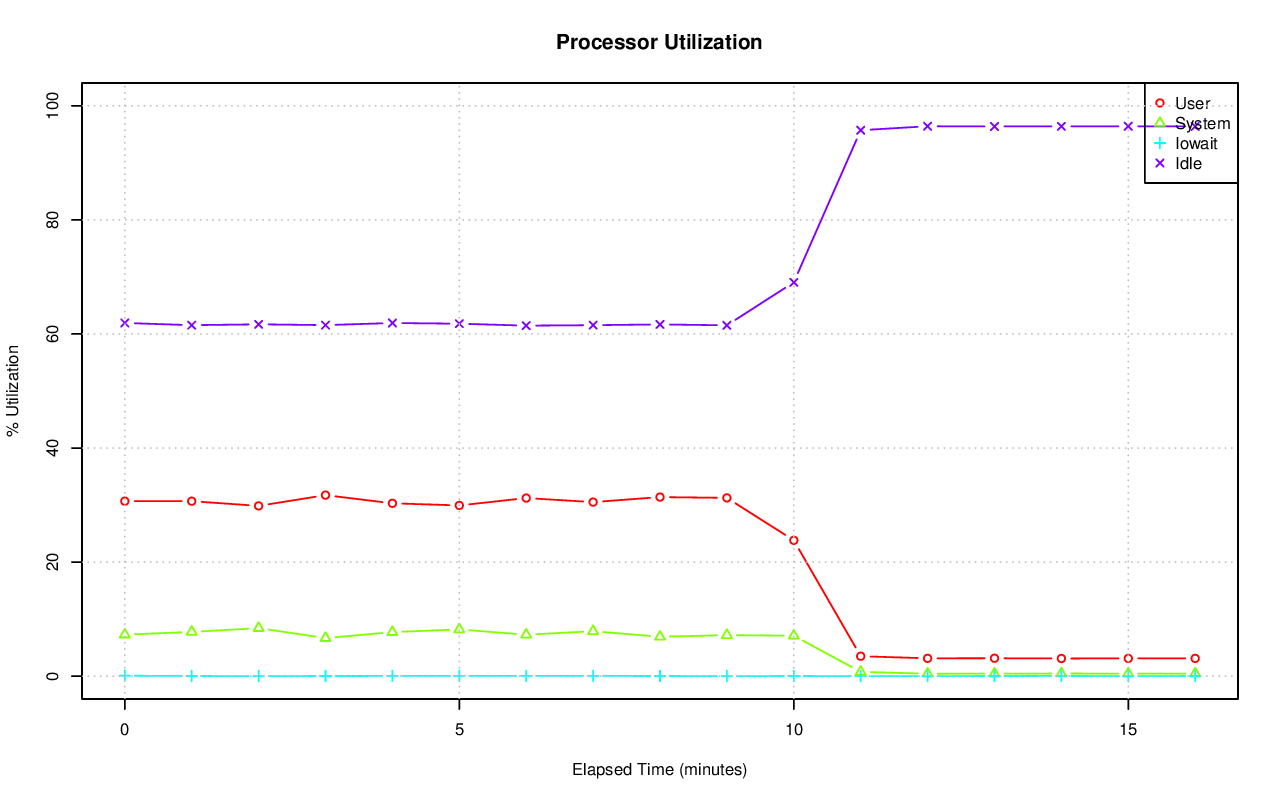 Processor Utilization
User
System
Iowait
Idle
% Utilization
100
80
60
40
20
0
0 5 10 15
Elapsed Time (minutes)